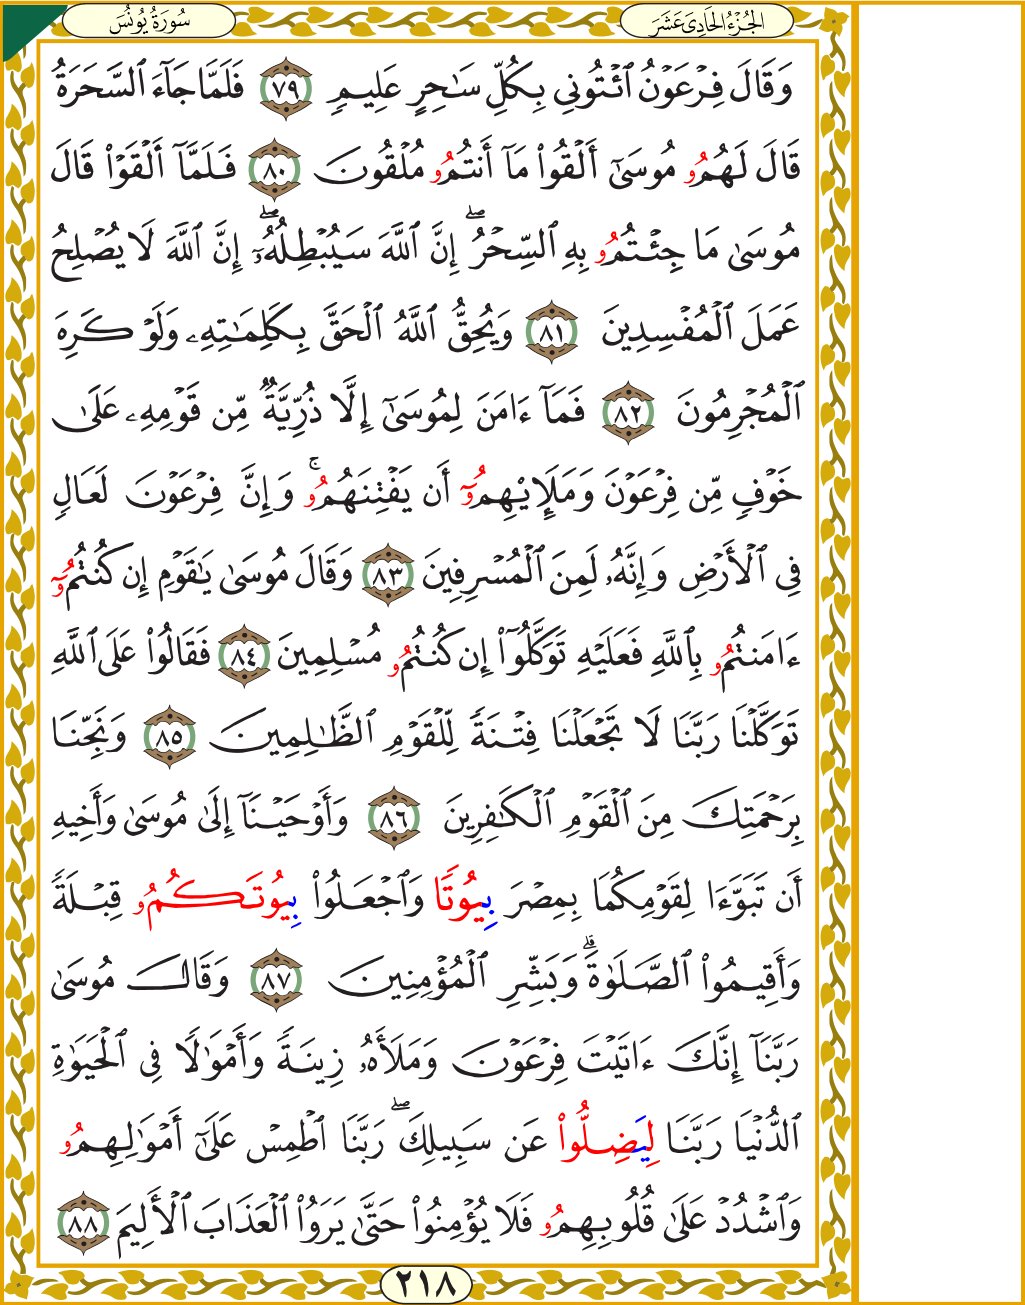 الجُزْءُ الحَادِيَ عَشَرَ
سُورَةُ يُونُسَ
وَقَالَ فِرْعَوْنُ ٱئْتُونِي بِكُلِّ سَٰحِرٍ عَلِيمٖ ٧٩ فَلَمَّا جَآءَ ٱلسَّحَرَةُ
قَالَ لَهُمُۥ مُوسَىٰٓ أَلْقُوا۟ مَآ أَنتُمُۥ مُلْقُونَ ٨٠ فَلَمَّآ أَلْقَوْا۟ قَالَ
مُوسَىٰ مَا جِئْتُمُۥ بِهِ ٱلسِّحْرُۖ إِنَّ ٱللَّهَ سَيُبْطِلُهُۥٓۖ إِنَّ ٱللَّهَ لَا يُصْلِحُ
عَمَلَ ٱلْمُفْسِدِينَ ٨١ وَيُحِقُّ ٱللَّهُ ٱلْحَقَّ بِكَلِمَٰتِهِۦ وَلَوْ كَرِهَ
ٱلْمُجْرِمُونَ ٨٢ فَمَآ ءَامَنَ لِمُوسَىٰٓ إِلَّا ذُرِّيَّةٞ مِّن قَوْمِهِۦ عَلَىٰ
خَوْفٖ مِّن فِرْعَوْنَ وَمَلَإِيْهِمُۥٓ أَن يَفْتِنَهُمُۥۚ وَإِنَّ فِرْعَوْنَ لَعَالٖ
فِي ٱلْأَرْضِ وَإِنَّهُۥ لَمِنَ ٱلْمُسْرِفِينَ ٨٣ وَقَالَ مُوسَىٰ يَٰقَوْمِ إِن كُنتُمُۥٓ
ءَامَنتُمُۥ بِٱللَّهِ فَعَلَيْهِ تَوَكَّلُوٓا۟ إِن كُنتُمُۥ مُسْلِمِينَ ٨٤ فَقَالُوا۟ عَلَى ٱللَّهِ
تَوَكَّلْنَا رَبَّنَا لَا تَجْعَلْنَا فِتْنَةٗ لِّلْقَوْمِ ٱلظَّٰلِمِينَ ٨٥ وَنَجِّنَا
بِرَحْمَتِكَ مِنَ ٱلْقَوْمِ ٱلْكَٰفِرِينَ ٨٦ وَأَوْحَيْنَآ إِلَىٰ مُوسَىٰ وَأَخِيهِ
أَن تَبَوَّءَا لِقَوْمِكُمَا بِمِصْرَ بِيُوتٗا وَٱجْعَلُوا۟ بِيُوتَكُمُۥ قِبْلَةٗ
وَأَقِيمُوا۟ ٱلصَّلَوٰةَۗ وَبَشِّرِ ٱلْمُؤْمِنِينَ ٨٧ وَقَالَ مُوسَىٰ
رَبَّنَآ إِنَّكَ ءَاتَيْتَ فِرْعَوْنَ وَمَلَأَهُۥ زِينَةٗ وَأَمْوَٰلٗا فِي ٱلْحَيَوٰةِ
ٱلدُّنْيَا رَبَّنَا لِيَضِلُّوا۟ عَن سَبِيلِكَۖ رَبَّنَا ٱطْمِسْ عَلَىٰٓ أَمْوَٰلِهِمُۥ
وَٱشْدُدْ عَلَىٰ قُلُوبِهِمُۥ فَلَا يُؤْمِنُوا۟ حَتَّىٰ يَرَوُا۟ ٱلْعَذَابَ ٱلْأَلِيمَ ٨٨
٢١٨